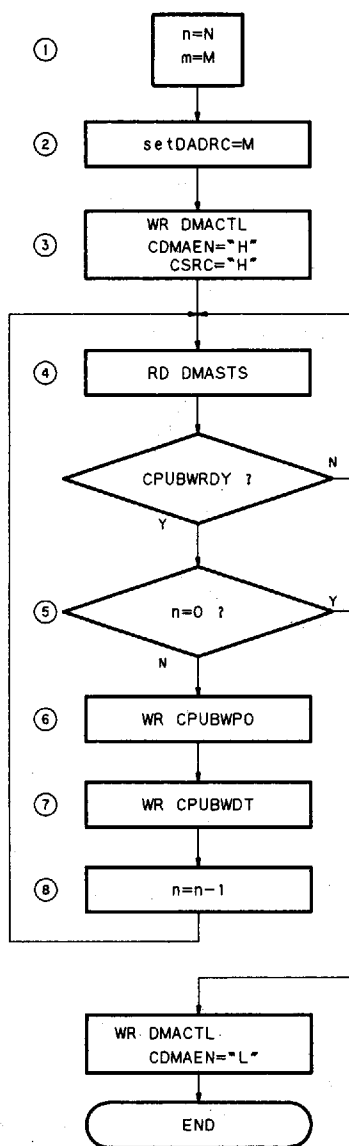 ①
n=N
m=M
②
setDADRC=M
③
WR DMACTL
CDMAEN="H"
CSRC="H"
④
RD DMASTS
CPUBWRDY ?
N
Y
⑤
n=0 ?
Y
N
⑥
WR CPUBWPO
⑦
WR CPUBWDT
⑧
n=n-1
WR DMACTL
CDMAEN="L"
END